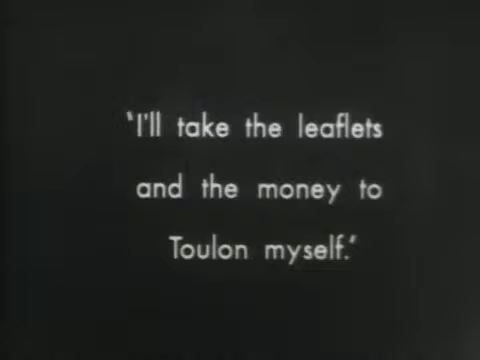 'I'll take the leaflets
and the money to
Toulon myself.'